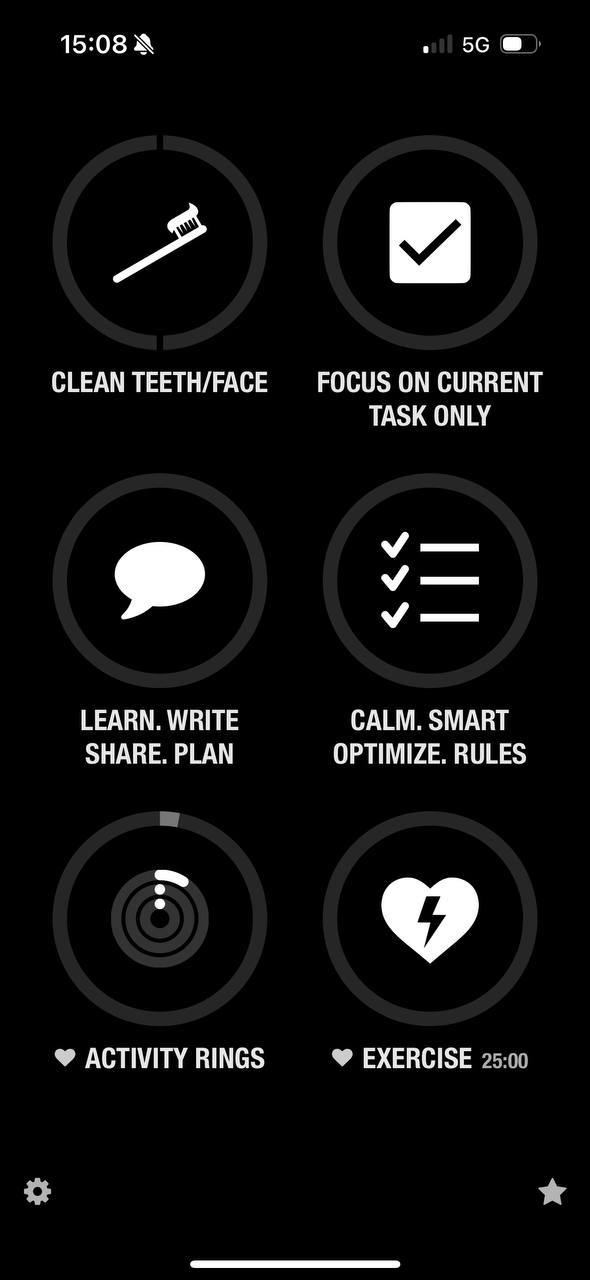 15:08
5G
CLEAN TEETH/FACE
FOCUS ON CURRENT
TASK ONLY
LEARN. WRITE
SHARE. PLAN
CALM. SMART
OPTIMIZE. RULES
ACTIVITY RINGS
EXERCISE 25:00